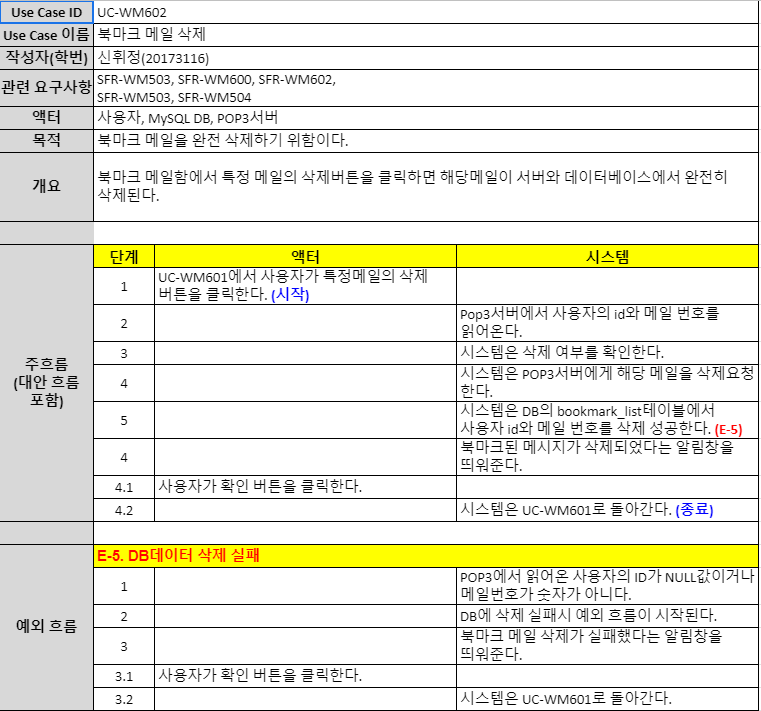 Use Case ID UC-WM602
Use Case 이름 북마크 메일 삭제
작성자(학번) 신휘정(20173116)
관련 요구사항 SFR-WM503, SFR-WM600, SFR-WM602,
SFR-WM503, SFR-WM504
액터 사용자, MySQL DB, POP3서버
목적 북마크 메일을 완전 삭제하기 위함이다.
개요 북마크 메일함에서 특정 메일의 삭제버튼을 클릭하면 해당메일이 서버와 데이터베이스에서 완전히
삭제된다.
주흐름
(대안 흐름
포함)
단계 액터 시스템
1 UC-WM601에서 사용자가 특정메일의 삭제
버튼을 클릭한다. (시작)
2 Pop3서버에서 사용자의 id와 메일 번호를
읽어온다.
3 시스템은 삭제 여부를 확인한다.
4 시스템은 POP3서버에게 해당 메일을 삭제요청
한다.
5 시스템은 DB의 bookmark_list테이블에서
사용자 id와 메일 번호를 삭제 성공한다. (E-5)
4 북마크된 메시지가 삭제되었다는 알림창을
띄워준다.
4.1 사용자가 확인 버튼을 클릭한다.
4.2 시스템은 UC-WM601로 돌아간다. (종료)
예외 흐름
E-5. DB데이터 삭제 실패
1 POP3에서 읽어온 사용자의 ID가 NULL값이거나
메일번호가 숫자가 아니다.
2 DB에 삭제 실패시 예외 흐름이 시작된다.
3 북마크 메일 삭제가 실패했다는 알림창을
띄워준다.
3.1 사용자가 확인 버튼을 클릭한다.
3.2 시스템은 UC-WM601로 돌아간다.